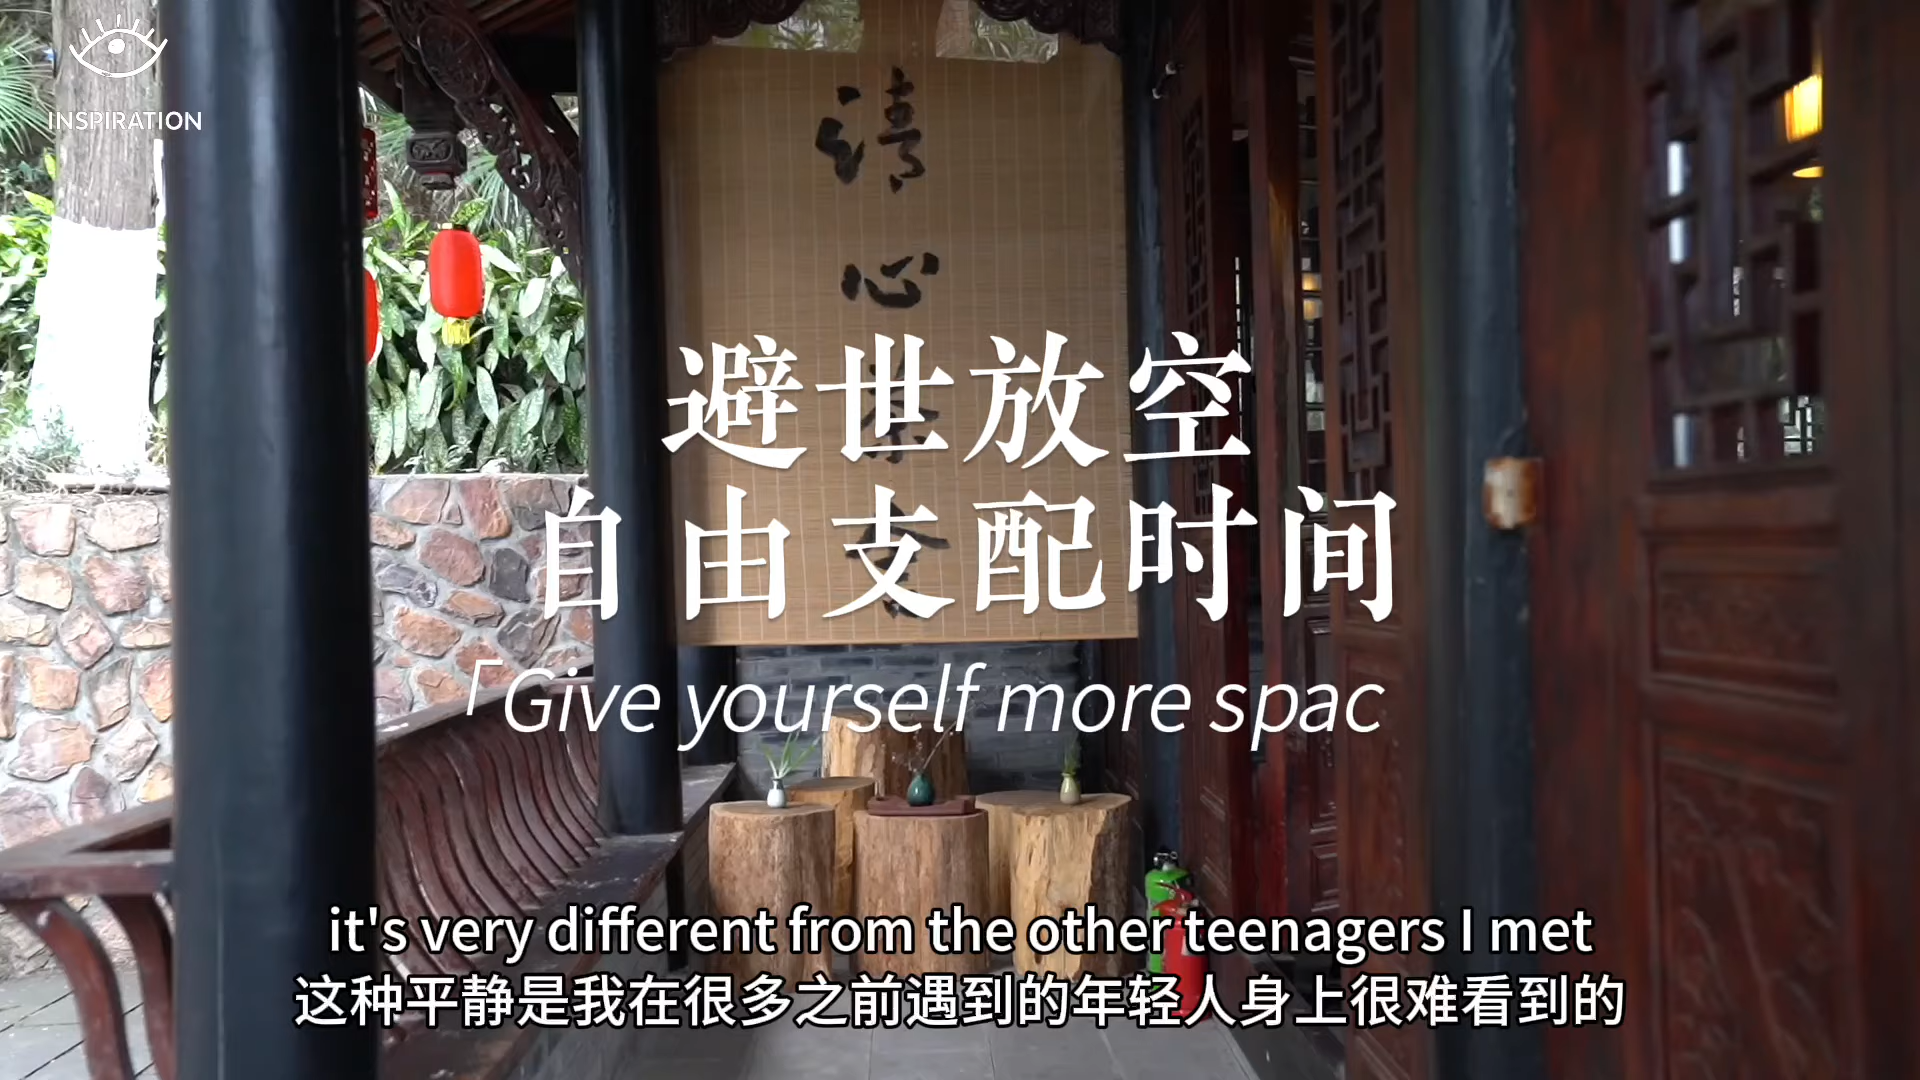 INSPIRATION
清
心
避世放空
自由支配时间
「Give yourself more spac
it's very different from the other teenagers I met
这种平静是我在很多之前遇到的年轻人身上很难看到的